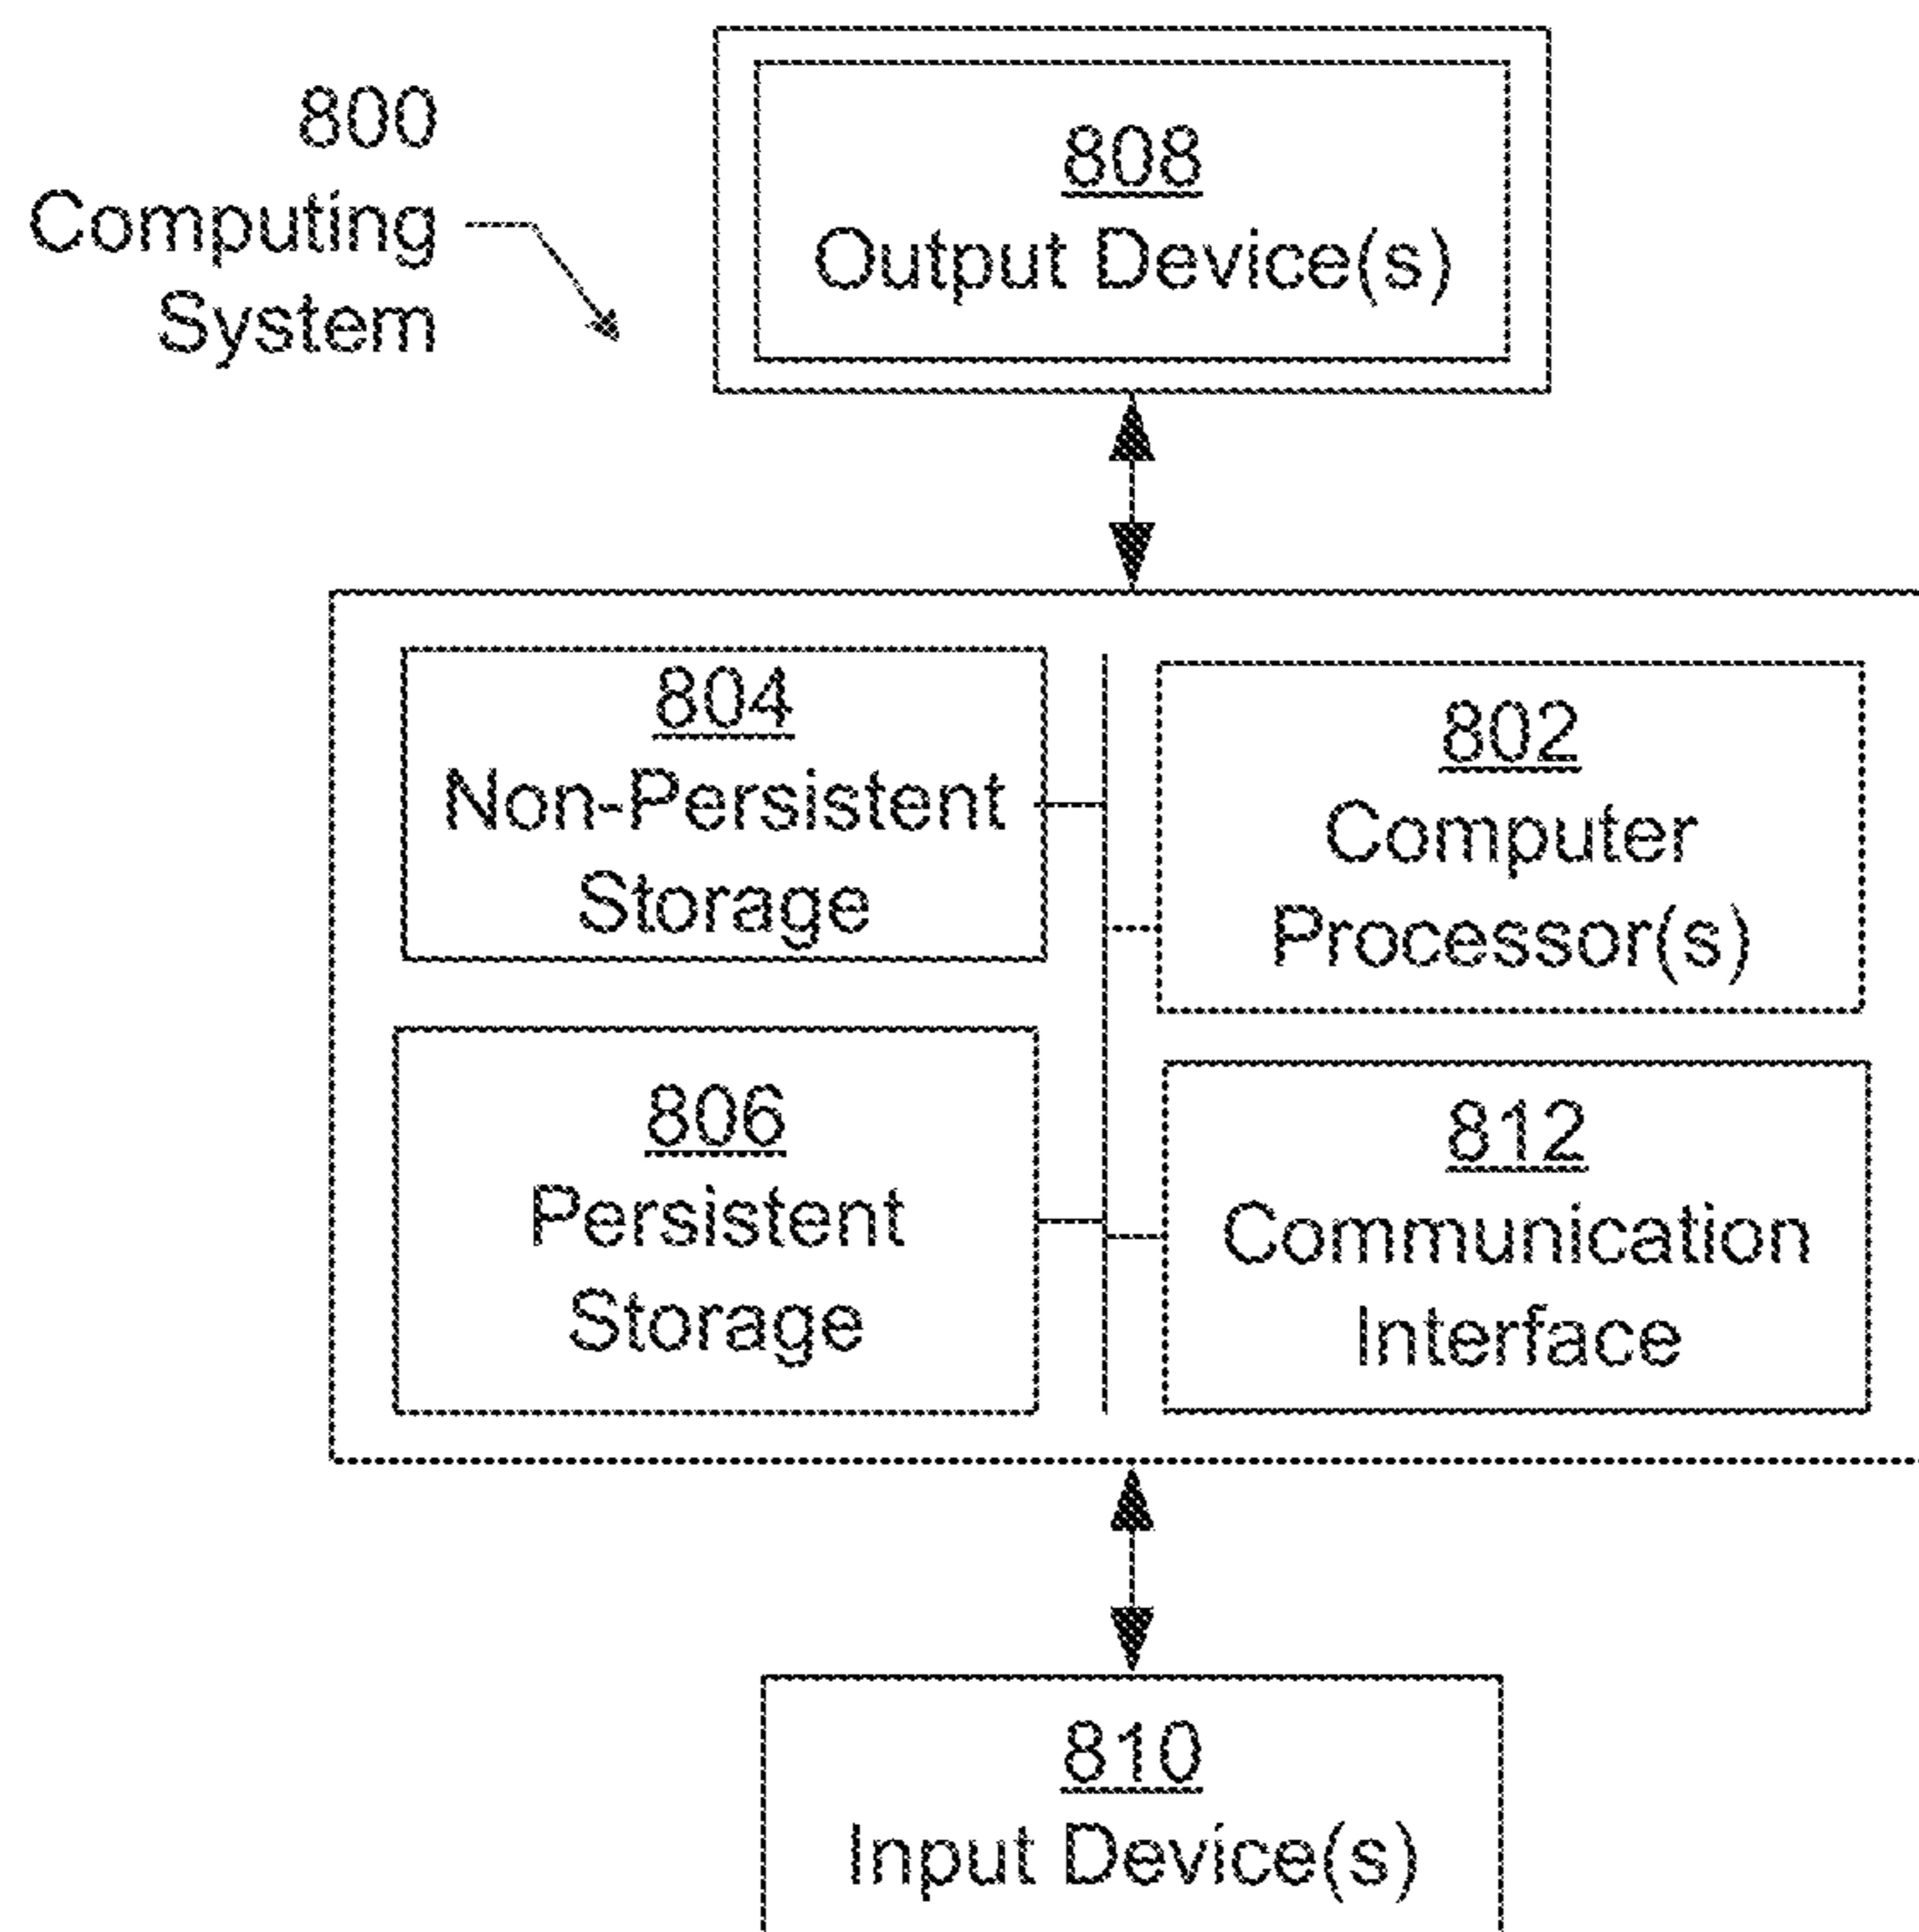 800
Computing
System
808
Output Device(s)
804
Non-Persistent
Storage
802
Computer
Processor(s)
806
Persistent
Storage
812
Communication
Interface
810
Input Device(s)